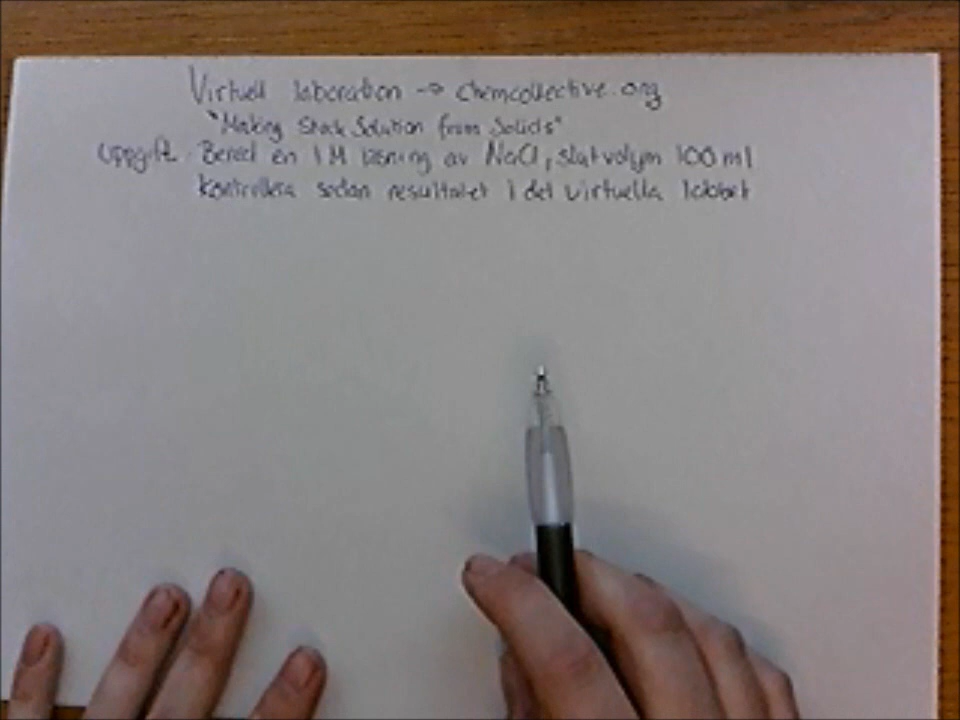 Virtuell laboration → chemcollective.org
"Making Stock Solution from Solids"
Uppgift: Bered en 1 M lösning av NaCl, slutvolym 100 ml
Kontrollera sedan resultatet i det virtuella labbet